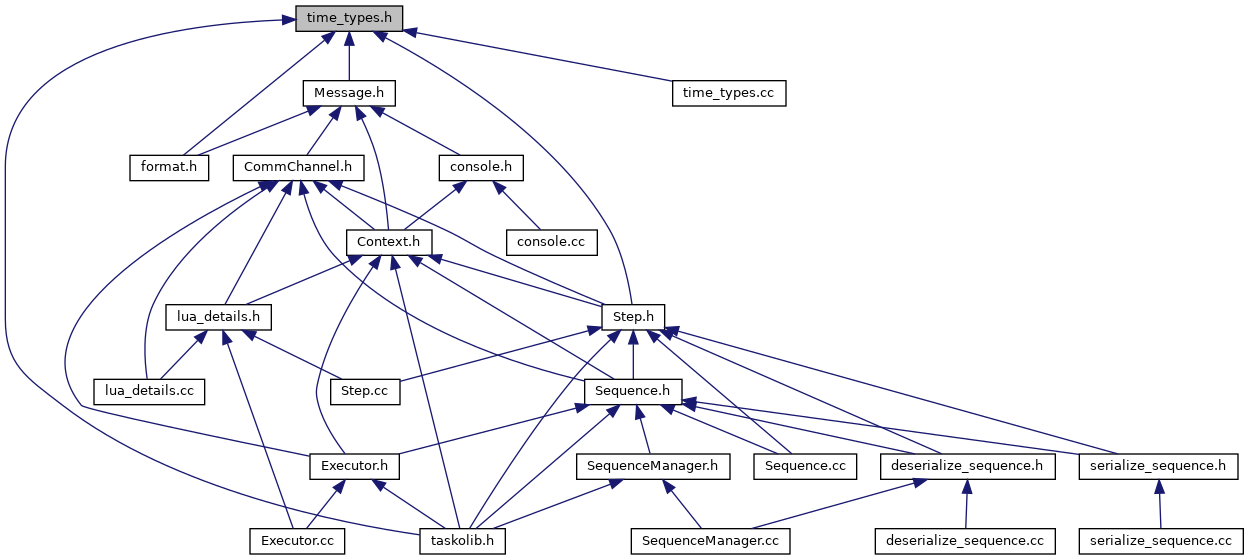 time_types.h
Message.h
time_types.cc
format.h
CommChannel.h
console.h
Context.h
console.cc
lua_details.h
Step.h
lua_details.cc
Step.cc
Sequence.h
Executor.h
SequenceManager.h
Sequence.cc
deserialize_sequence.h
serialize_sequence.h
Executor.cc
taskolib.h
SequenceManager.cc
deserialize_sequence.cc
serialize_sequence.cc